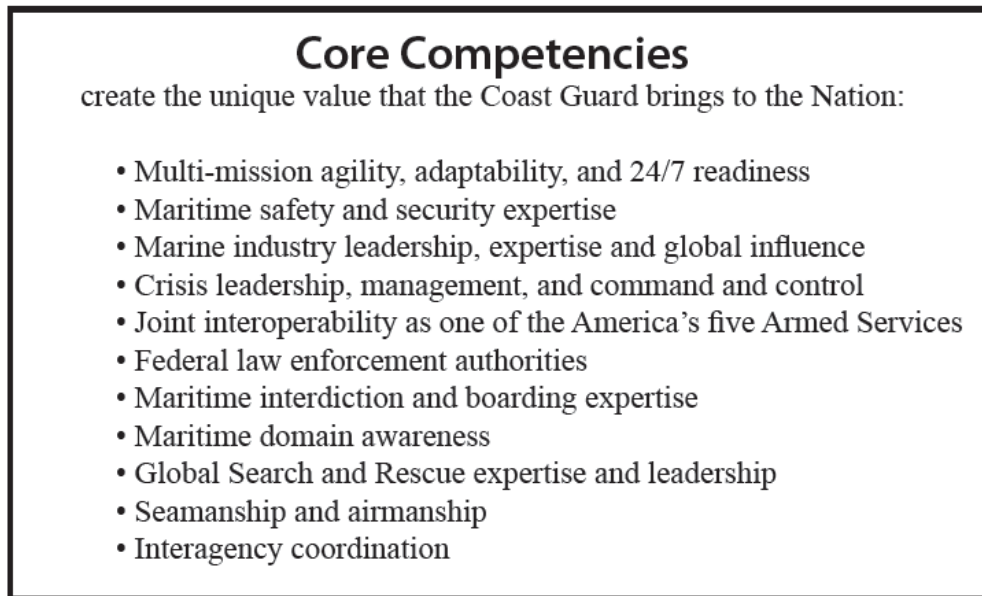 Core Competencies
create the unique value that the Coast Guard brings to the Nation:
• Multi-mission agility, adaptability, and 24/7 readiness
• Maritime safety and security expertise
• Marine industry leadership, expertise and global influence
• Crisis leadership, management, and command and control
• Joint interoperability as one of the America's five Armed Services
• Federal law enforcement authorities
• Maritime interdiction and boarding expertise
• Maritime domain awareness
• Global Search and Rescue expertise and leadership
• Seamanship and airmanship
• Interagency coordination